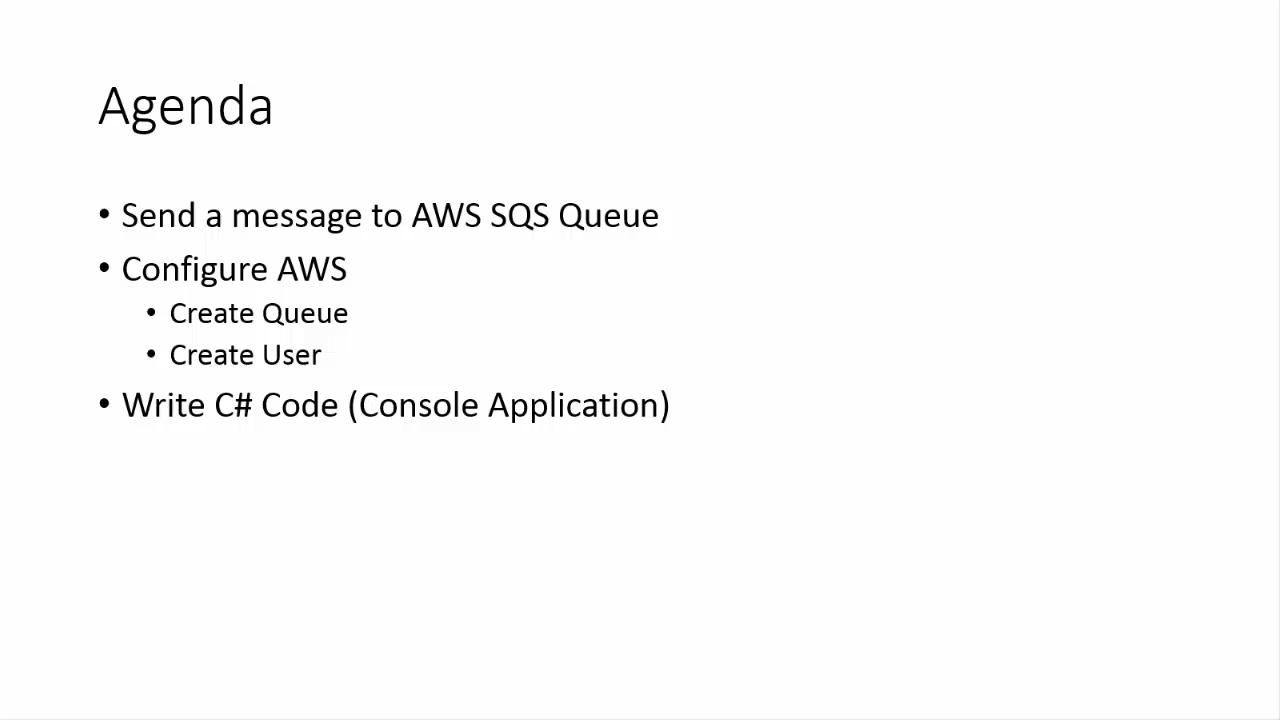 Agenda
• Send a message to AWS SQS Queue
• Configure AWS
• Create Queue
• Create User
• Write C# Code (Console Application)